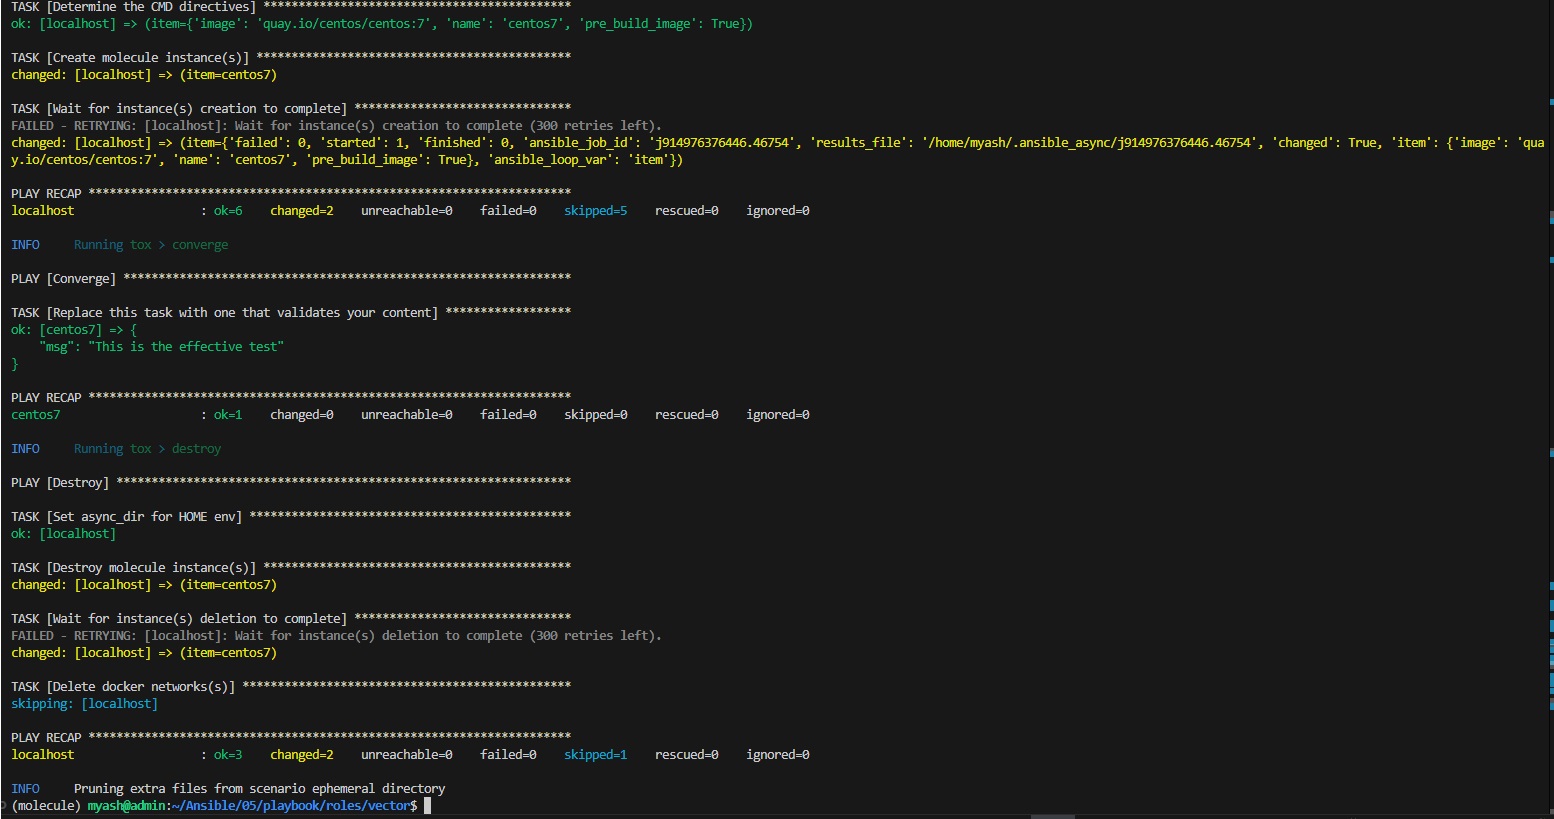 TASK [Determine the CMD directives] ********************************************
ok: [localhost] => (item={'image': 'quay.io/centos/centos:7', 'name': 'centos7', 'pre_build_image': True})
TASK [Create molecule instance(s)] *********************************************
changed: [localhost] => (item=centos7)
TASK [Wait for instance(s) creation to complete] *******************************
FAILED - RETRYING: [localhost]: Wait for instance(s) creation to complete (300 retries left).
changed: [localhost] => (item={'failed': 0, 'started': 1, 'finished': 0, 'ansible_job_id': 'j914976376446.46754', 'results_file': '/home/myash/.ansible_async/j914976376446.46754', 'changed': True, 'item': {'image': 'qua
y.io/centos/centos:7', 'name': 'centos7', 'pre_build_image': True}, 'ansible_loop_var': 'item'})
PLAY RECAP *********************************************************************
localhost                  : ok=6    changed=2    unreachable=0    failed=0    skipped=5    rescued=0    ignored=0
INFO     Running tox > converge
PLAY [Converge] ****************************************************************
TASK [Replace this task with one that validates your content] ******************
ok: [centos7] => {
    "msg": "This is the effective test"
}
PLAY RECAP *********************************************************************
centos7                    : ok=1    changed=0    unreachable=0    failed=0    skipped=0    rescued=0    ignored=0
INFO     Running tox > destroy
PLAY [Destroy] *****************************************************************
TASK [Set async_dir for HOME env] **********************************************
ok: [localhost]
TASK [Destroy molecule instance(s)] ********************************************
changed: [localhost] => (item=centos7)
TASK [Wait for instance(s) deletion to complete] *******************************
FAILED - RETRYING: [localhost]: Wait for instance(s) deletion to complete (300 retries left).
changed: [localhost] => (item=centos7)
TASK [Delete docker networks(s)] ***********************************************
skipping: [localhost]
PLAY RECAP *********************************************************************
localhost                  : ok=3    changed=2    unreachable=0    failed=0    skipped=1    rescued=0    ignored=0
INFO     Pruning extra files from scenario ephemeral directory
(molecule) myash@admin:~/Ansible/05/playbook/roles/vector$